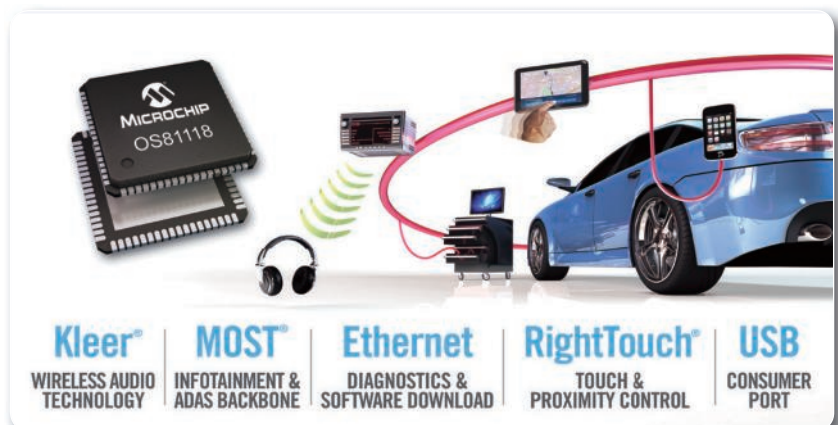 MICROCHIP
OS81118
Kleer®
WIRELESS AUDIO
TECHNOLOGY
MOST®
INFOTAINMENT &
ADAS BACKBONE
Ethernet
DIAGNOSTICS &
SOFTWARE DOWNLOAD
RightTouch®
TOUCH &
PROXIMITY CONTROL
USB
CONSUMER
PORT